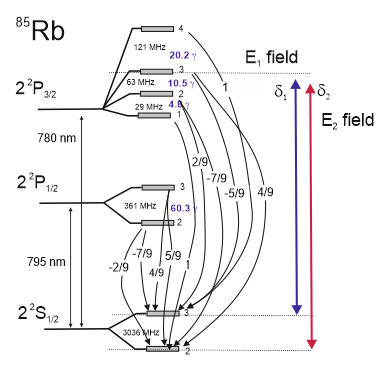 ⁸⁵Rb
4
121 MHz
20.2 γ
E₁ field
3
63 MHz
10.5 γ
1
δ₁
δ₂
2 ²P₃/₂
2
4.8 γ
29 MHz
1
E₂ field
780 nm
2/9
-7/9
-5/9
4/9
2 ²P₁/₂
3
361 MHz
60.3 γ
2
795 nm
-2/9
-7/9
4/9
5/9
1
2 ²S₁/₂
3
3036 MHz
2